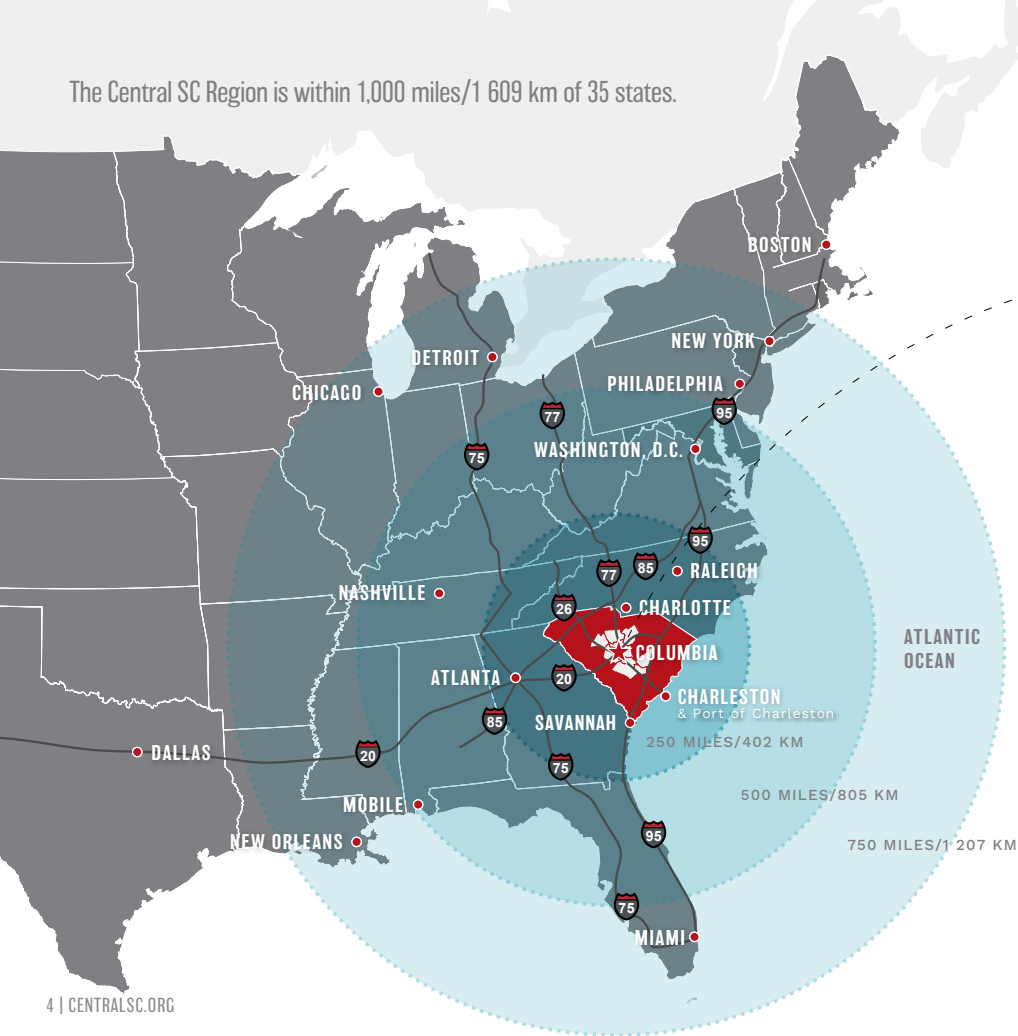 The Central SC Region is within 1,000 miles/1 609 km of 35 states.
BOSTON
NEW YORK
DETROIT
PHILADELPHIA
CHICAGO
95
77
WASHINGTON, D.C.
75
95
85
77
RALEIGH
NASHVILLE
26
CHARLOTTE
ATLANTIC
OCEAN
COLUMBIA
ATLANTA
20
CHARLESTON
& Port of Charleston
85
SAVANNAH
250 MILES/402 KM
DALLAS
20
75
500 MILES/805 KM
MOBILE
95
NEW ORLEANS
750 MILES/1 207 KM
75
MIAMI
4 | CENTRALSC.ORG